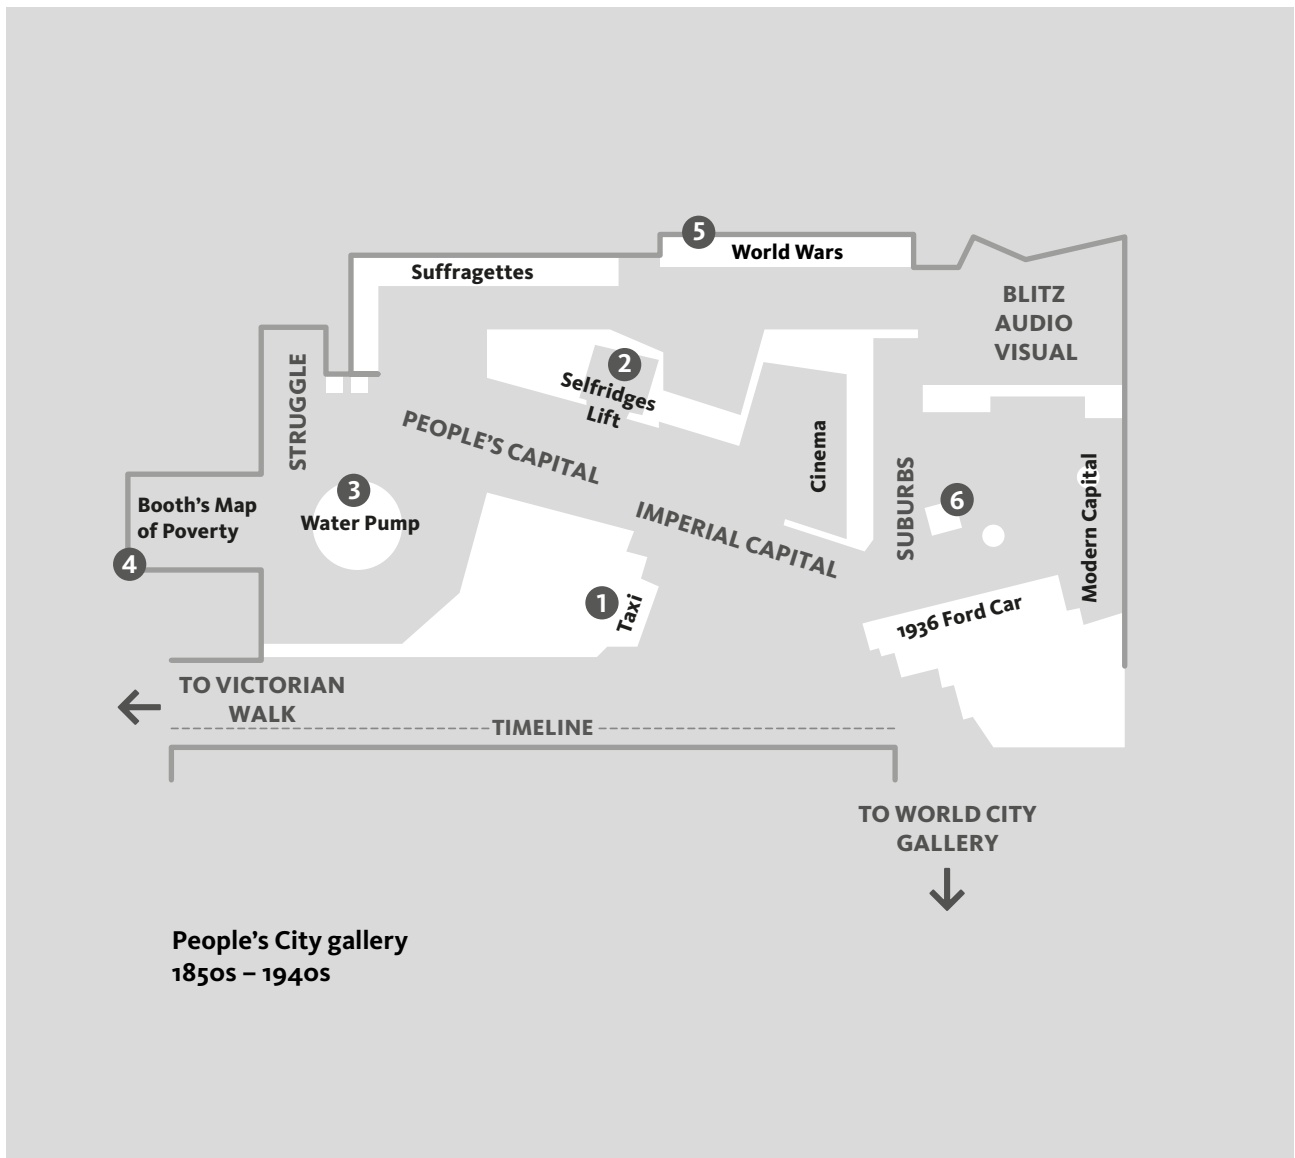 5
World Wars
Suffragettes
BLITZ
AUDIO
VISUAL
STRUGGLE
2
Selfridges
Lift
PEOPLE’S CAPITAL
Cinema
SUBURBS
6
Modern Capital
3
Water Pump
Booth’s Map
of Poverty
4
IMPERIAL CAPITAL
1
Taxi
1936 Ford Car
TO VICTORIAN
WALK
TIMELINE
TO WORLD CITY
GALLERY
People’s City gallery
1850s – 1940s